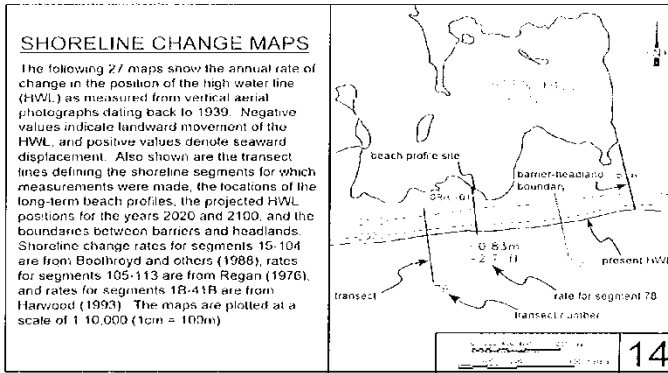 SHORELINE CHANGE MAPS
The following 27 maps show the annual rate of
change in the position of the high water line
(HWL) as measured from vertical aerial
photographs dating back to 1939. Negative
values indicate landward movement of the
HWL, and positive values denote seaward
displacement. Also shown are the transect
lines defining the shoreline segments for which
measurements were made, the locations of the
long-term beach profiles, the projected HWL
positions for the years 2020 and 2100, and the
boundaries between barriers and headlands.
Shoreline change rates for segments 15-104
are from Boothroyd and others (1988), rates
for segments 105-113 are from Regan (1976),
and rates for segments 18-41B are from
Harwood (1993). The maps are plotted at a
scale of 1:10,000 (1cm = 100m)
N
beach profile site
barrier-headland
boundary
-0.83m
-2.7 ft
present HWL
transect
rate for segment 78
78
transect number
14